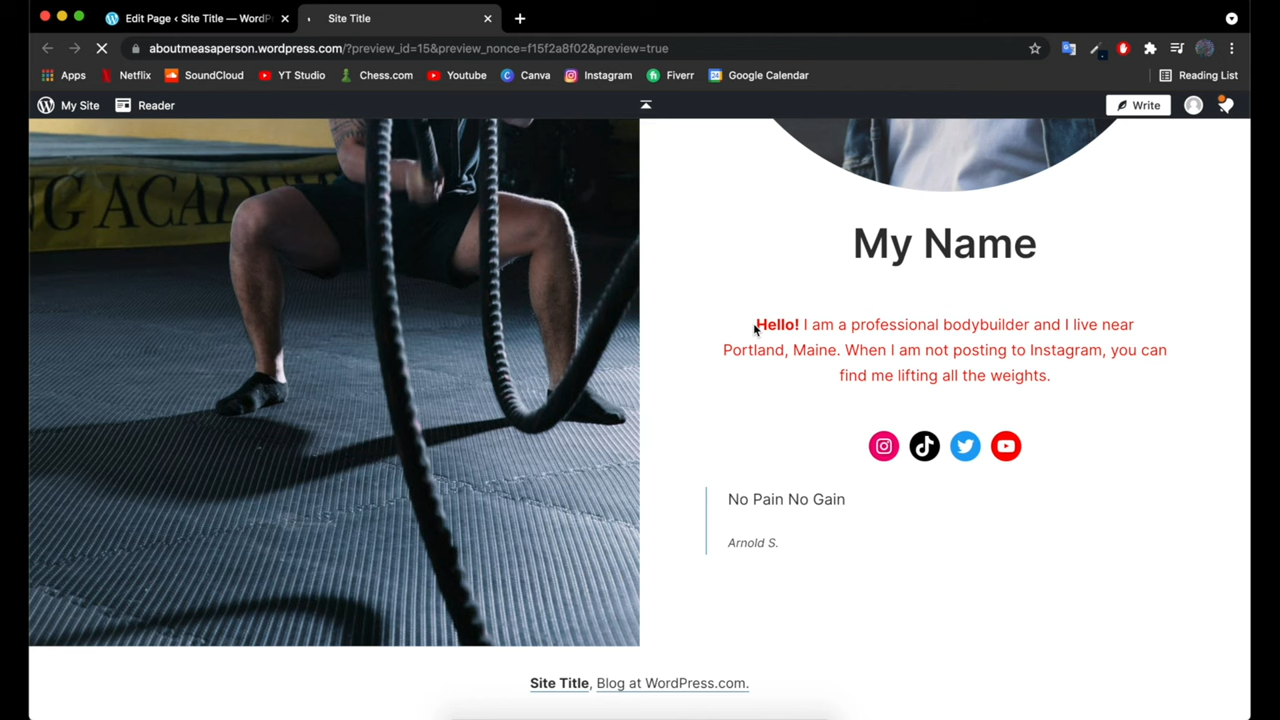 Edit Page ‹ Site Title — WordP
Site Title
aboutmeasaperson.wordpress.com/?preview_id=15&preview_nonce=f15f2a8f02&preview=true
Apps
Netflix
SoundCloud
YT Studio
Chess.com
Youtube
Canva
Instagram
Fiverr
Google Calendar
Reading List
My Site
Reader
Write
NG ACADEM
My Name
Hello! I am a professional bodybuilder and I live near
Portland, Maine. When I am not posting to Instagram, you can
find me lifting all the weights.
No Pain No Gain
Arnold S.
Site Title, Blog at WordPress.com.